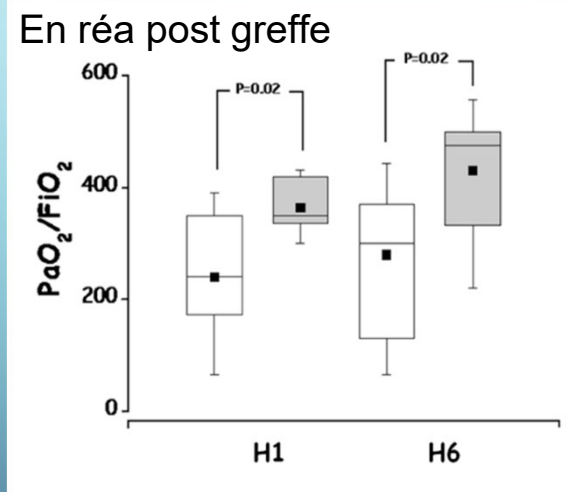 En réa post greffe
600
P=0.02
P=0.02
400
PaO₂/FiO₂
200
0
H1
H6